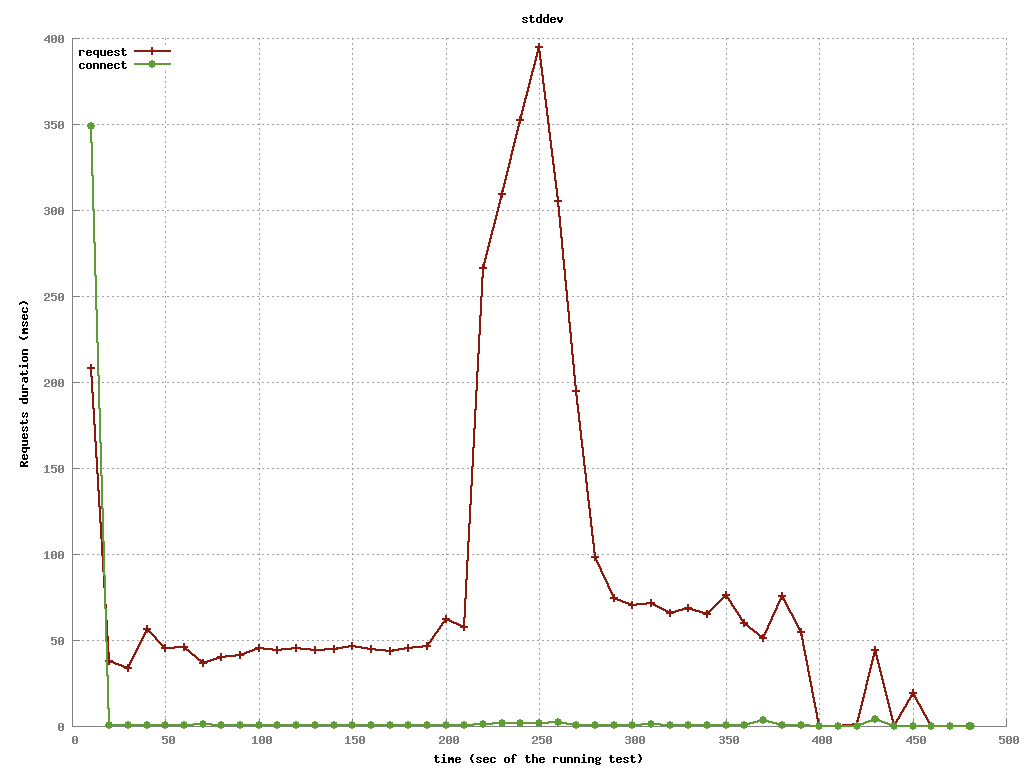 stddev
request
connect
400
350
300
250
200
150
100
50
0
Requests duration (msec)
0 50 100 150 200 250 300 350 400 450 500
time (sec of the running test)